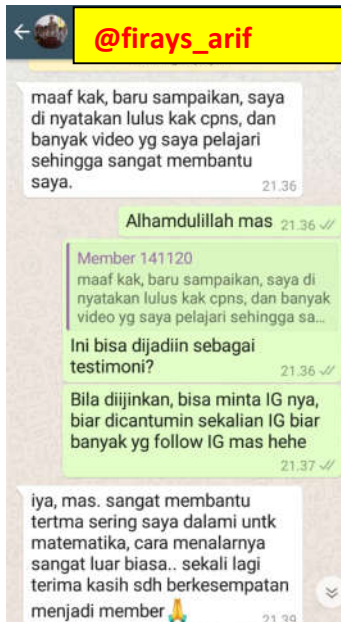 @firays_arif
maaf kak, baru sampaikan, saya
di nyatakan lulus kak cpns, dan
banyak video yg saya pelajari
sehingga sangat membantu
saya.
21.36
Alhamdulillah mas 21.36
Member 141120
maaf kak, baru sampaikan, saya di
nyatakan lulus kak cpns, dan banyak
video yg saya pelajari sehingga sa...
Ini bisa dijadiin sebagai
testimoni?
21.36
Bila diijinkan, bisa minta IG nya,
biar dicantumin sekalian IG biar
banyak yg follow IG mas hehe
21.37
iya, mas. sangat membantu
tertma sering saya dalami untk
matematika, cara menalarnya
sangat luar biasa.. sekali lagi
terima kasih sdh berkesempatan
menjadi member 🙏
21.39